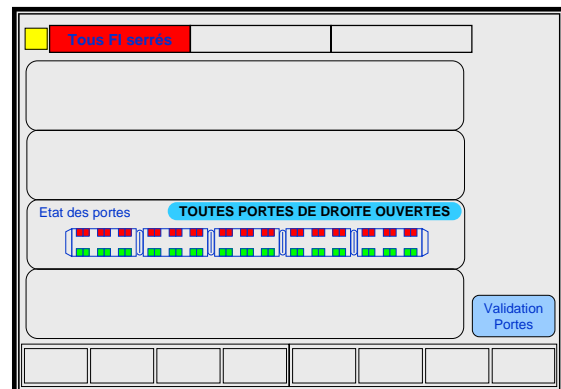 Tous FI serrés
Etat des portes TOUTES PORTES DE DROITE OUVERTES
Validation
Portes